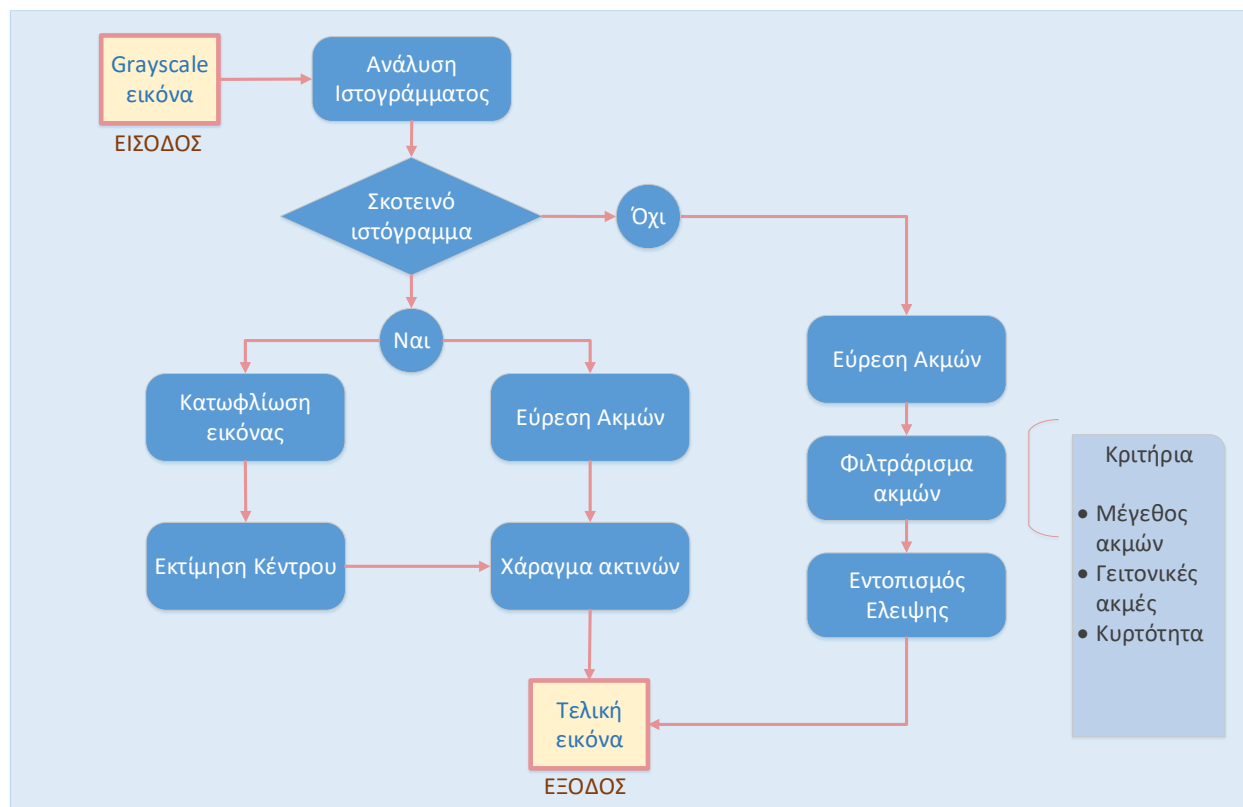 Grayscale
εικόνα
ΕΙΣΟΔΟΣ
Ανάλυση
Ιστογράμματος
Σκοτεινό
ιστόγραμμα
Όχι
Ναι
Κατωφλίωση
εικόνας
Εύρεση Ακμών
Εκτίμηση Κέντρου
Χάραγμα ακτινών
Εύρεση Ακμών
Φιλτράρισμα
ακμών
Εντοπισμός
Ελειψης
Κριτήρια
• Μέγεθος
ακμών
• Γειτονικές
ακμές
• Κυρτότητα
Τελική
εικόνα
ΕΞΟΔΟΣ